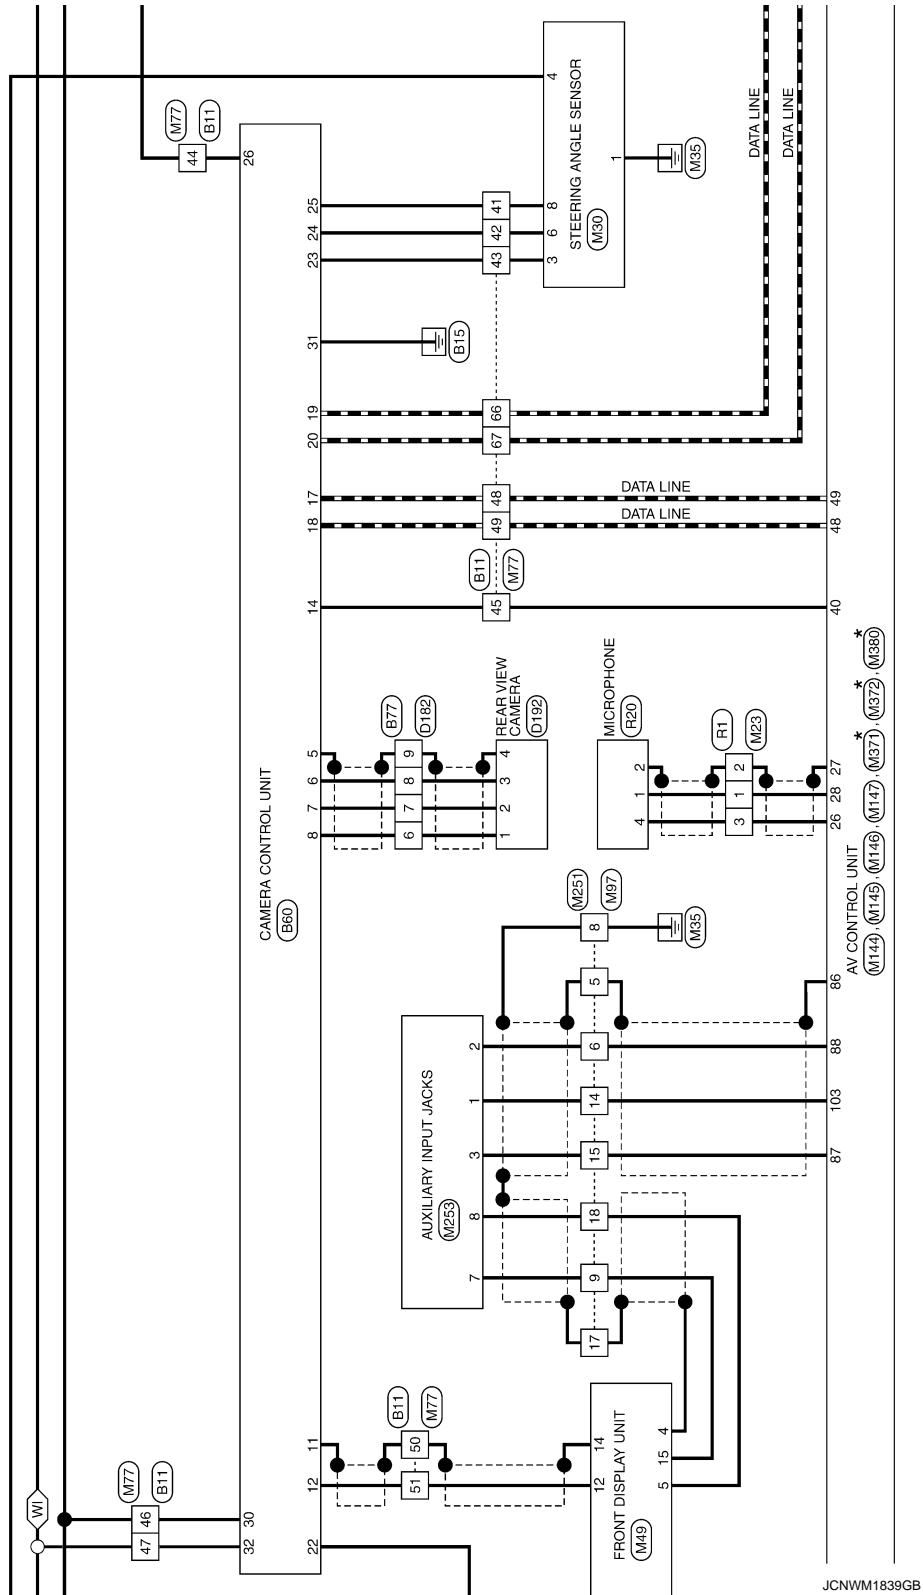 4
STEERING ANGLE SENSOR
M30
1
M35
DATA LINE
DATA LINE
M77
B11
44
26
25
41
8
24
42
6
23
43
3
31
B15
19
66
20
67
17
48
DATA LINE
49
18
49
DATA LINE
48
B11
M77
14
45
40
CAMERA CONTROL UNIT
B60
B77
D182
REAR VIEW
CAMERA
D192
5
9
4
6
8
3
7
7
2
8
6
1
MICROPHONE
R20
R1
M23
2
2
27
1
1
28
4
3
26
AV CONTROL UNIT
M144 , M145 , M146 , M147 , M371 * , M372 * , M380 *
M251
M97
8
M35
5
86
AUXILIARY INPUT JACKS
M253
2
6
88
1
14
103
3
15
87
8
18
7
9
17
B11
M77
11
50
14
12
51
12
FRONT DISPLAY UNIT
M49
4
15
5
WI
M77
B11
46
30
47
32
22
JCNWM1839GB